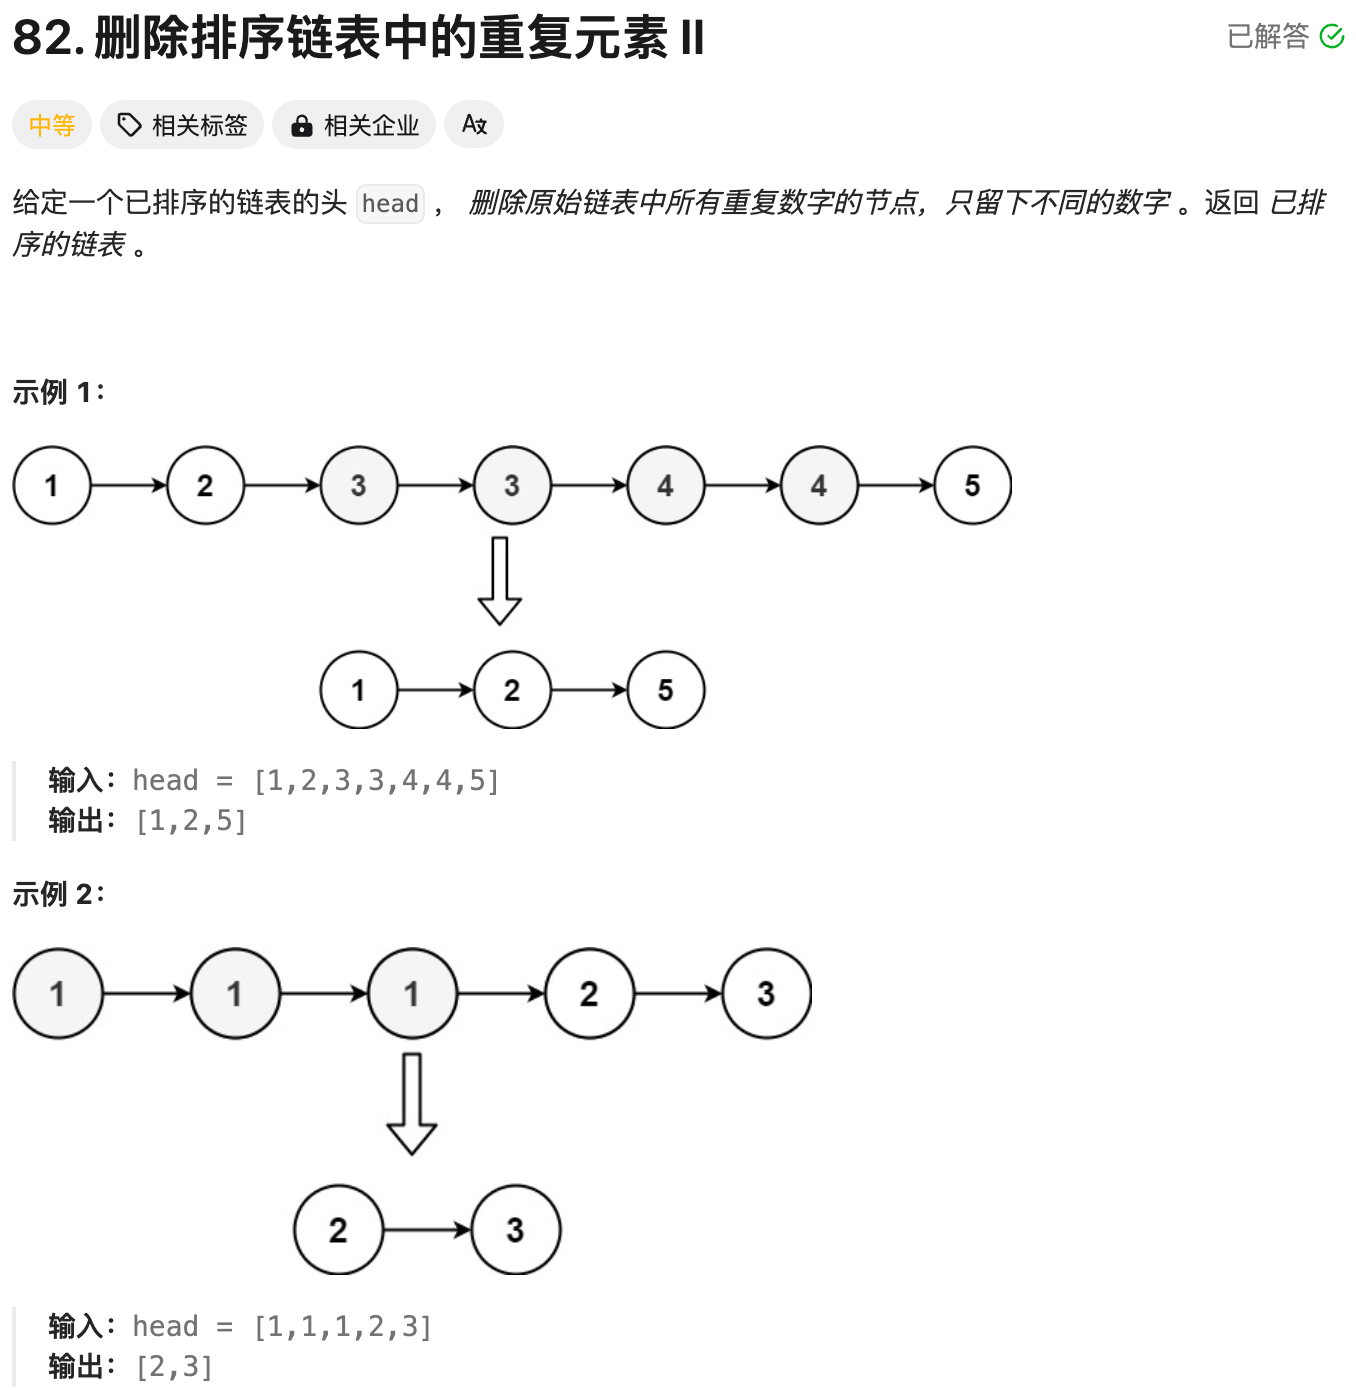 82. 删除排序链表中的重复元素 II
已解答
中等 相关标签 相关企业 A文
给定一个已排序的链表的头 head ， 删除原始链表中所有重复数字的节点，只留下不同的数字 。返回 已排
序的链表 。
示例 1：
1 2 3 3 4 4 5
1 2 5
输入：head = [1,2,3,3,4,4,5]
输出：[1,2,5]
示例 2：
1 1 1 2 3
2 3
输入：head = [1,1,1,2,3]
输出：[2,3]